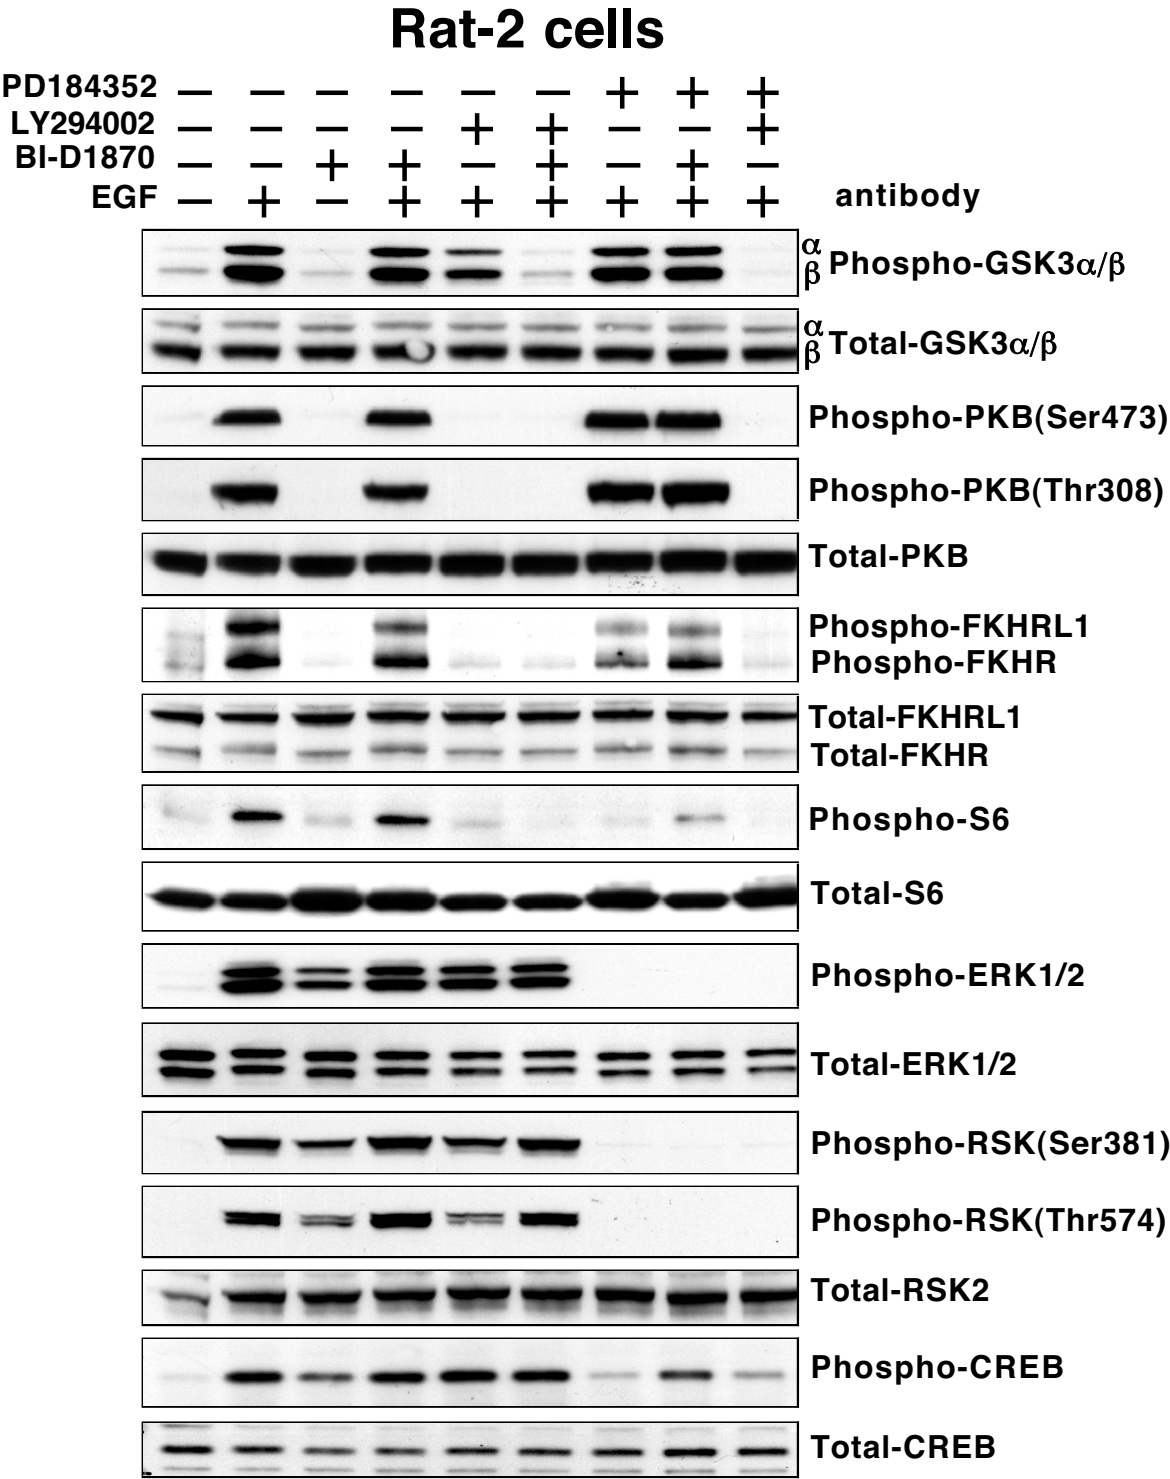 Rat-2 cells
PD184352 — — — — — — + + +
LY294002 — — — — + + — — +
BI-D1870 — — + + — + — + —
EGF — + — + + + + + + antibody
α
β Phospho-GSK3α/β
α
β Total-GSK3α/β
Phospho-PKB(Ser473)
Phospho-PKB(Thr308)
Total-PKB
Phospho-FKHRL1
Phospho-FKHR
Total-FKHRL1
Total-FKHR
Phospho-S6
Total-S6
Phospho-ERK1/2
Total-ERK1/2
Phospho-RSK(Ser381)
Phospho-RSK(Thr574)
Total-RSK2
Phospho-CREB
Total-CREB